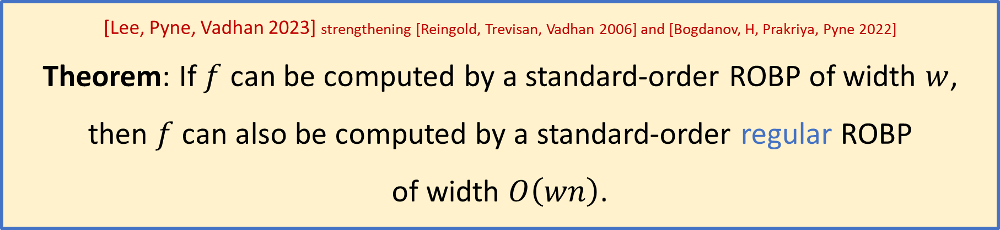 [Lee, Pyne, Vadhan 2023] strengthening [Reingold, Trevisan, Vadhan 2006] and [Bogdanov, H, Prakriya, Pyne 2022]
Theorem: If f can be computed by a standard-order ROBP of width w,
then f can also be computed by a standard-order regular ROBP
of width O(wn).